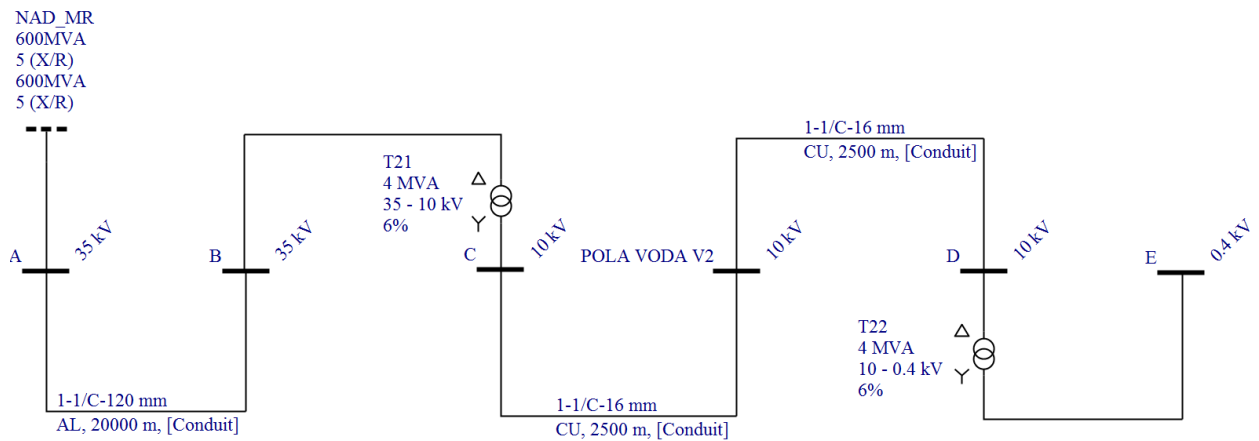 NAD_MR
600MVA
5 (X/R)
600MVA
5 (X/R)
A
35 kV
B
35 kV
1-1/C-120 mm
AL, 20000 m, [Conduit]
T21
4 MVA
35 - 10 kV
6%
C
10 kV
1-1/C-16 mm
CU, 2500 m, [Conduit]
POLA VODA V2
10 kV
1-1/C-16 mm
CU, 2500 m, [Conduit]
D
10 kV
T22
4 MVA
10 - 0.4 kV
6%
E
0.4 kV